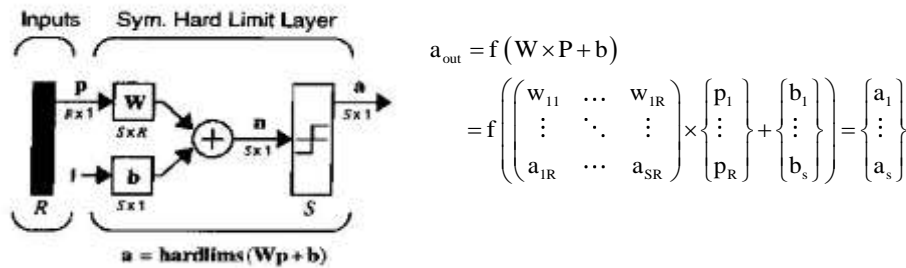 Inputs Sym. Hard Limit Layer
p
R x 1
W
S x R
1
b
S x 1
+
n
S x 1
a
S x 1
R
S
a = hardlims(Wp + b)
a_out = f (W × P + b)
= f ( ( w_11 … w_1R ⋮ ⋱ ⋮ a_1R ⋯ a_SR ) × { p_1 ⋮ p_R } + { b_1 ⋮ b_s } ) = { a_1 ⋮ a_s }